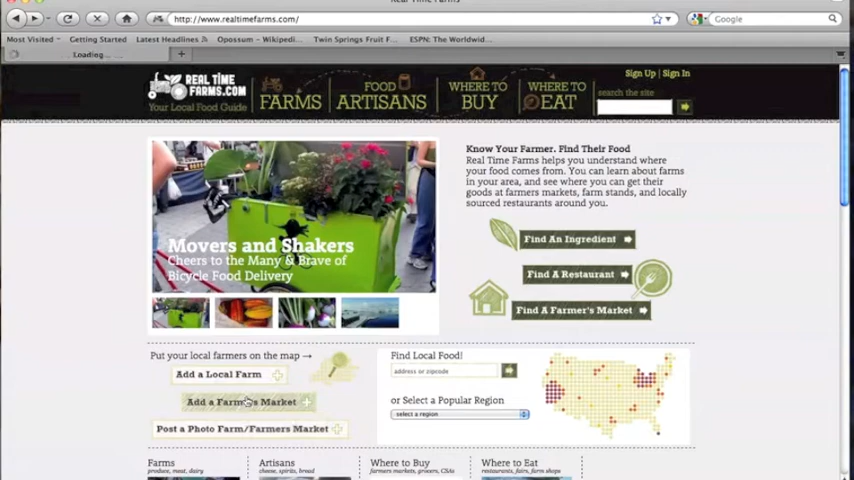 Real Time Farms
http://www.realtimefarms.com/
Google
Most Visited
Getting Started
Latest Headlines
Opossum - Wikipedi...
Twin Springs Fruit F...
ESPN: The Worldwid...
Loading...
Sign Up | Sign In
REAL TIME
FARMS.COM
Your Local Food Guide
FARMS
FOOD
ARTISANS
WHERE TO
BUY
WHERE TO
EAT
search the site
Know Your Farmer. Find Their Food
Real Time Farms helps you understand where
your food comes from. You can learn about farms
in your area, and see where you can get their
goods at farmers markets, farm stands, and locally
sourced restaurants around you.
Movers and Shakers
Cheers to the Many & Brave of
Bicycle Food Delivery
Find An Ingredient
Find A Restaurant
Find A Farmer's Market
Put your local farmers on the map →
Add a Local Farm
Add a Farmers Market
Post a Photo Farm/Farmers Market
Find Local Food!
address or zipcode
or Select a Popular Region
select a region
Farms
produce, meat, dairy
Artisans
cheese, spirits, bread
Where to Buy
farmers markets, grocers, CSAs
Where to Eat
restaurants, fairs, farm shops